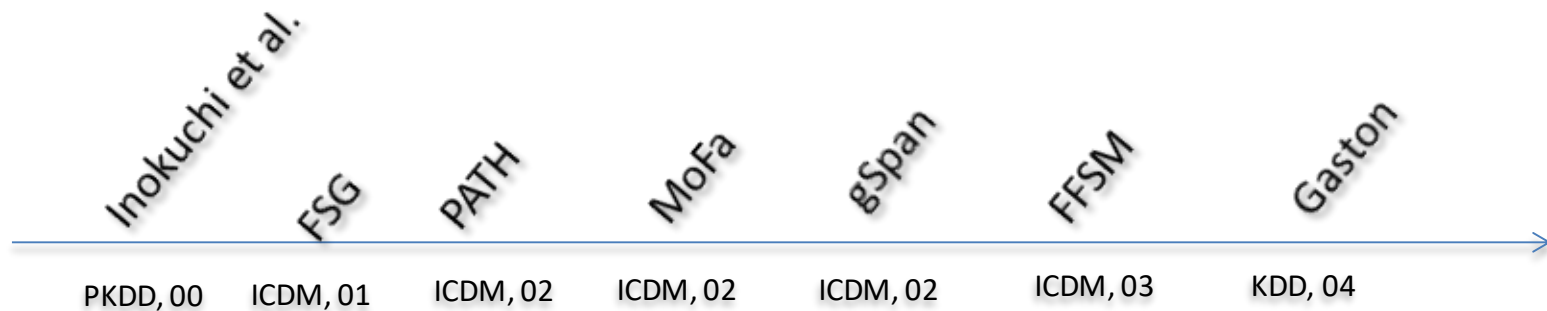 Inokuchi et al.
FSG
PATH
MoFa
gSpan
FFSM
Gaston
PKDD, 00
ICDM, 01
ICDM, 02
ICDM, 02
ICDM, 02
ICDM, 03
KDD, 04